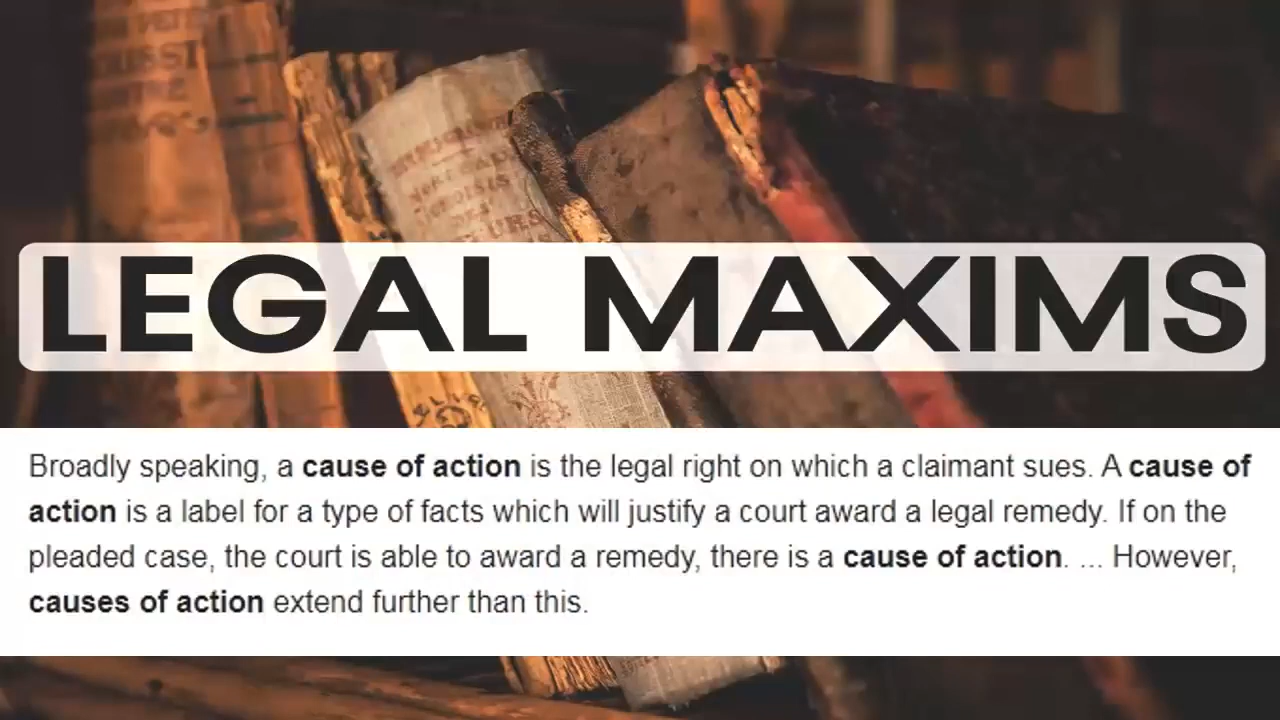 LEGAL MAXIMS
Broadly speaking, a cause of action is the legal right on which a claimant sues. A cause of
action is a label for a type of facts which will justify a court award a legal remedy. If on the
pleaded case, the court is able to award a remedy, there is a cause of action. ... However,
causes of action extend further than this.